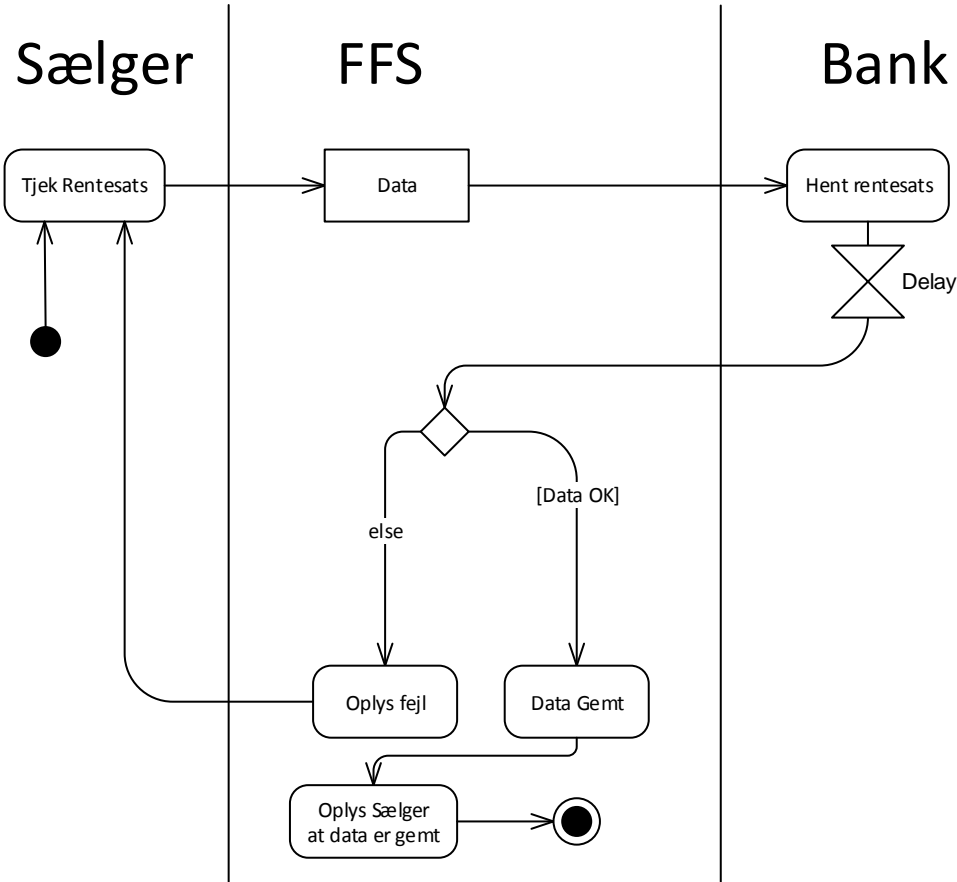 Sælger
FFS
Bank
Tjek Rentesats
Data
Hent rentesats
Delay
[Data OK]
else
Oplys fejl
Data Gemt
Oplys Sælger
at data er gemt